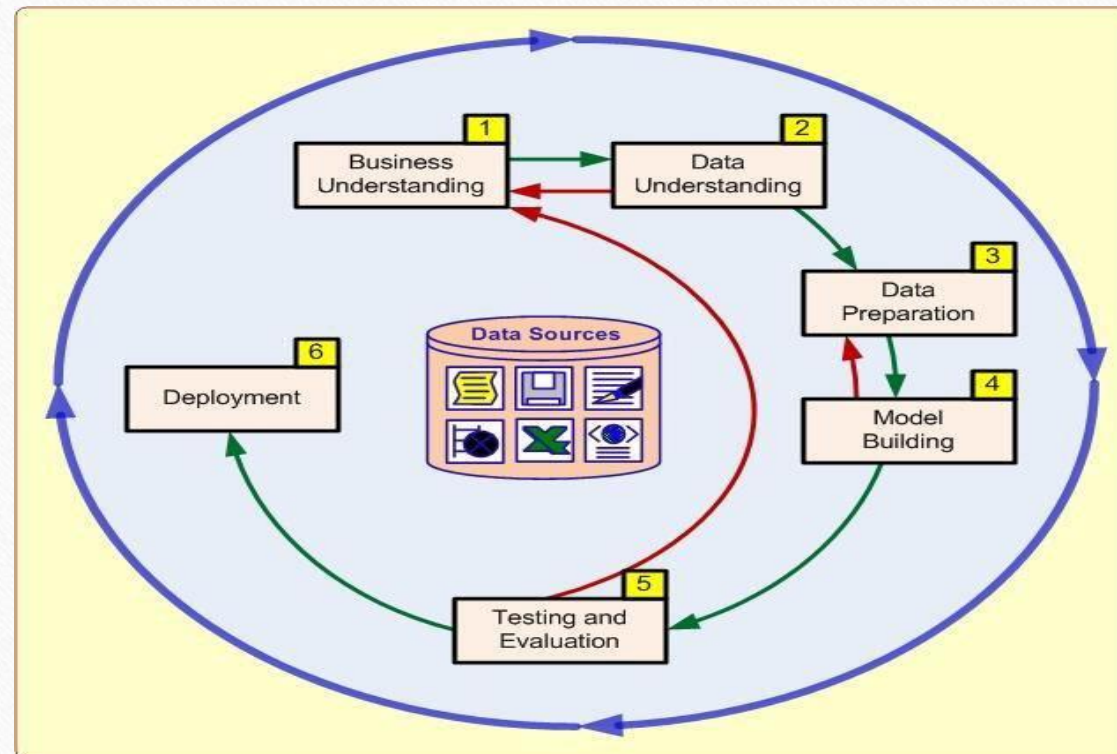 1
Business
Understanding
2
Data
Understanding
3
Data
Preparation
Data Sources
6
Deployment
4
Model
Building
5
Testing and
Evaluation